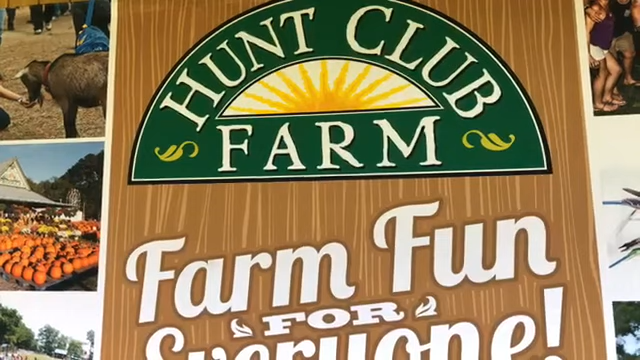 HUNT CLUB
FARM
Farm Fun
FOR
Everyone!